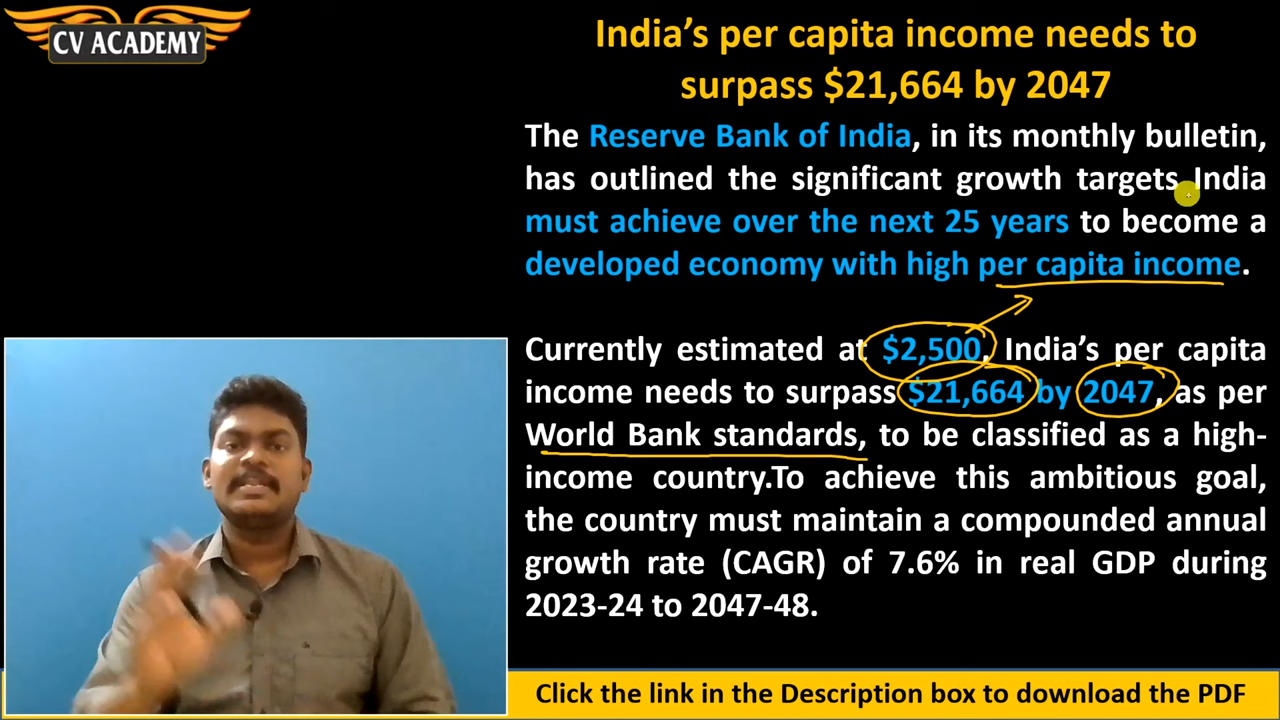 CV ACADEMY
India's per capita income needs to
surpass $21,664 by 2047
The Reserve Bank of India, in its monthly bulletin,
has outlined the significant growth targets India
must achieve over the next 25 years to become a
developed economy with high per capita income.
Currently estimated at $2,500, India's per capita
income needs to surpass $21,664 by 2047, as per
World Bank standards, to be classified as a high-
income country.To achieve this ambitious goal,
the country must maintain a compounded annual
growth rate (CAGR) of 7.6% in real GDP during
2023-24 to 2047-48.
Click the link in the Description box to download the PDF